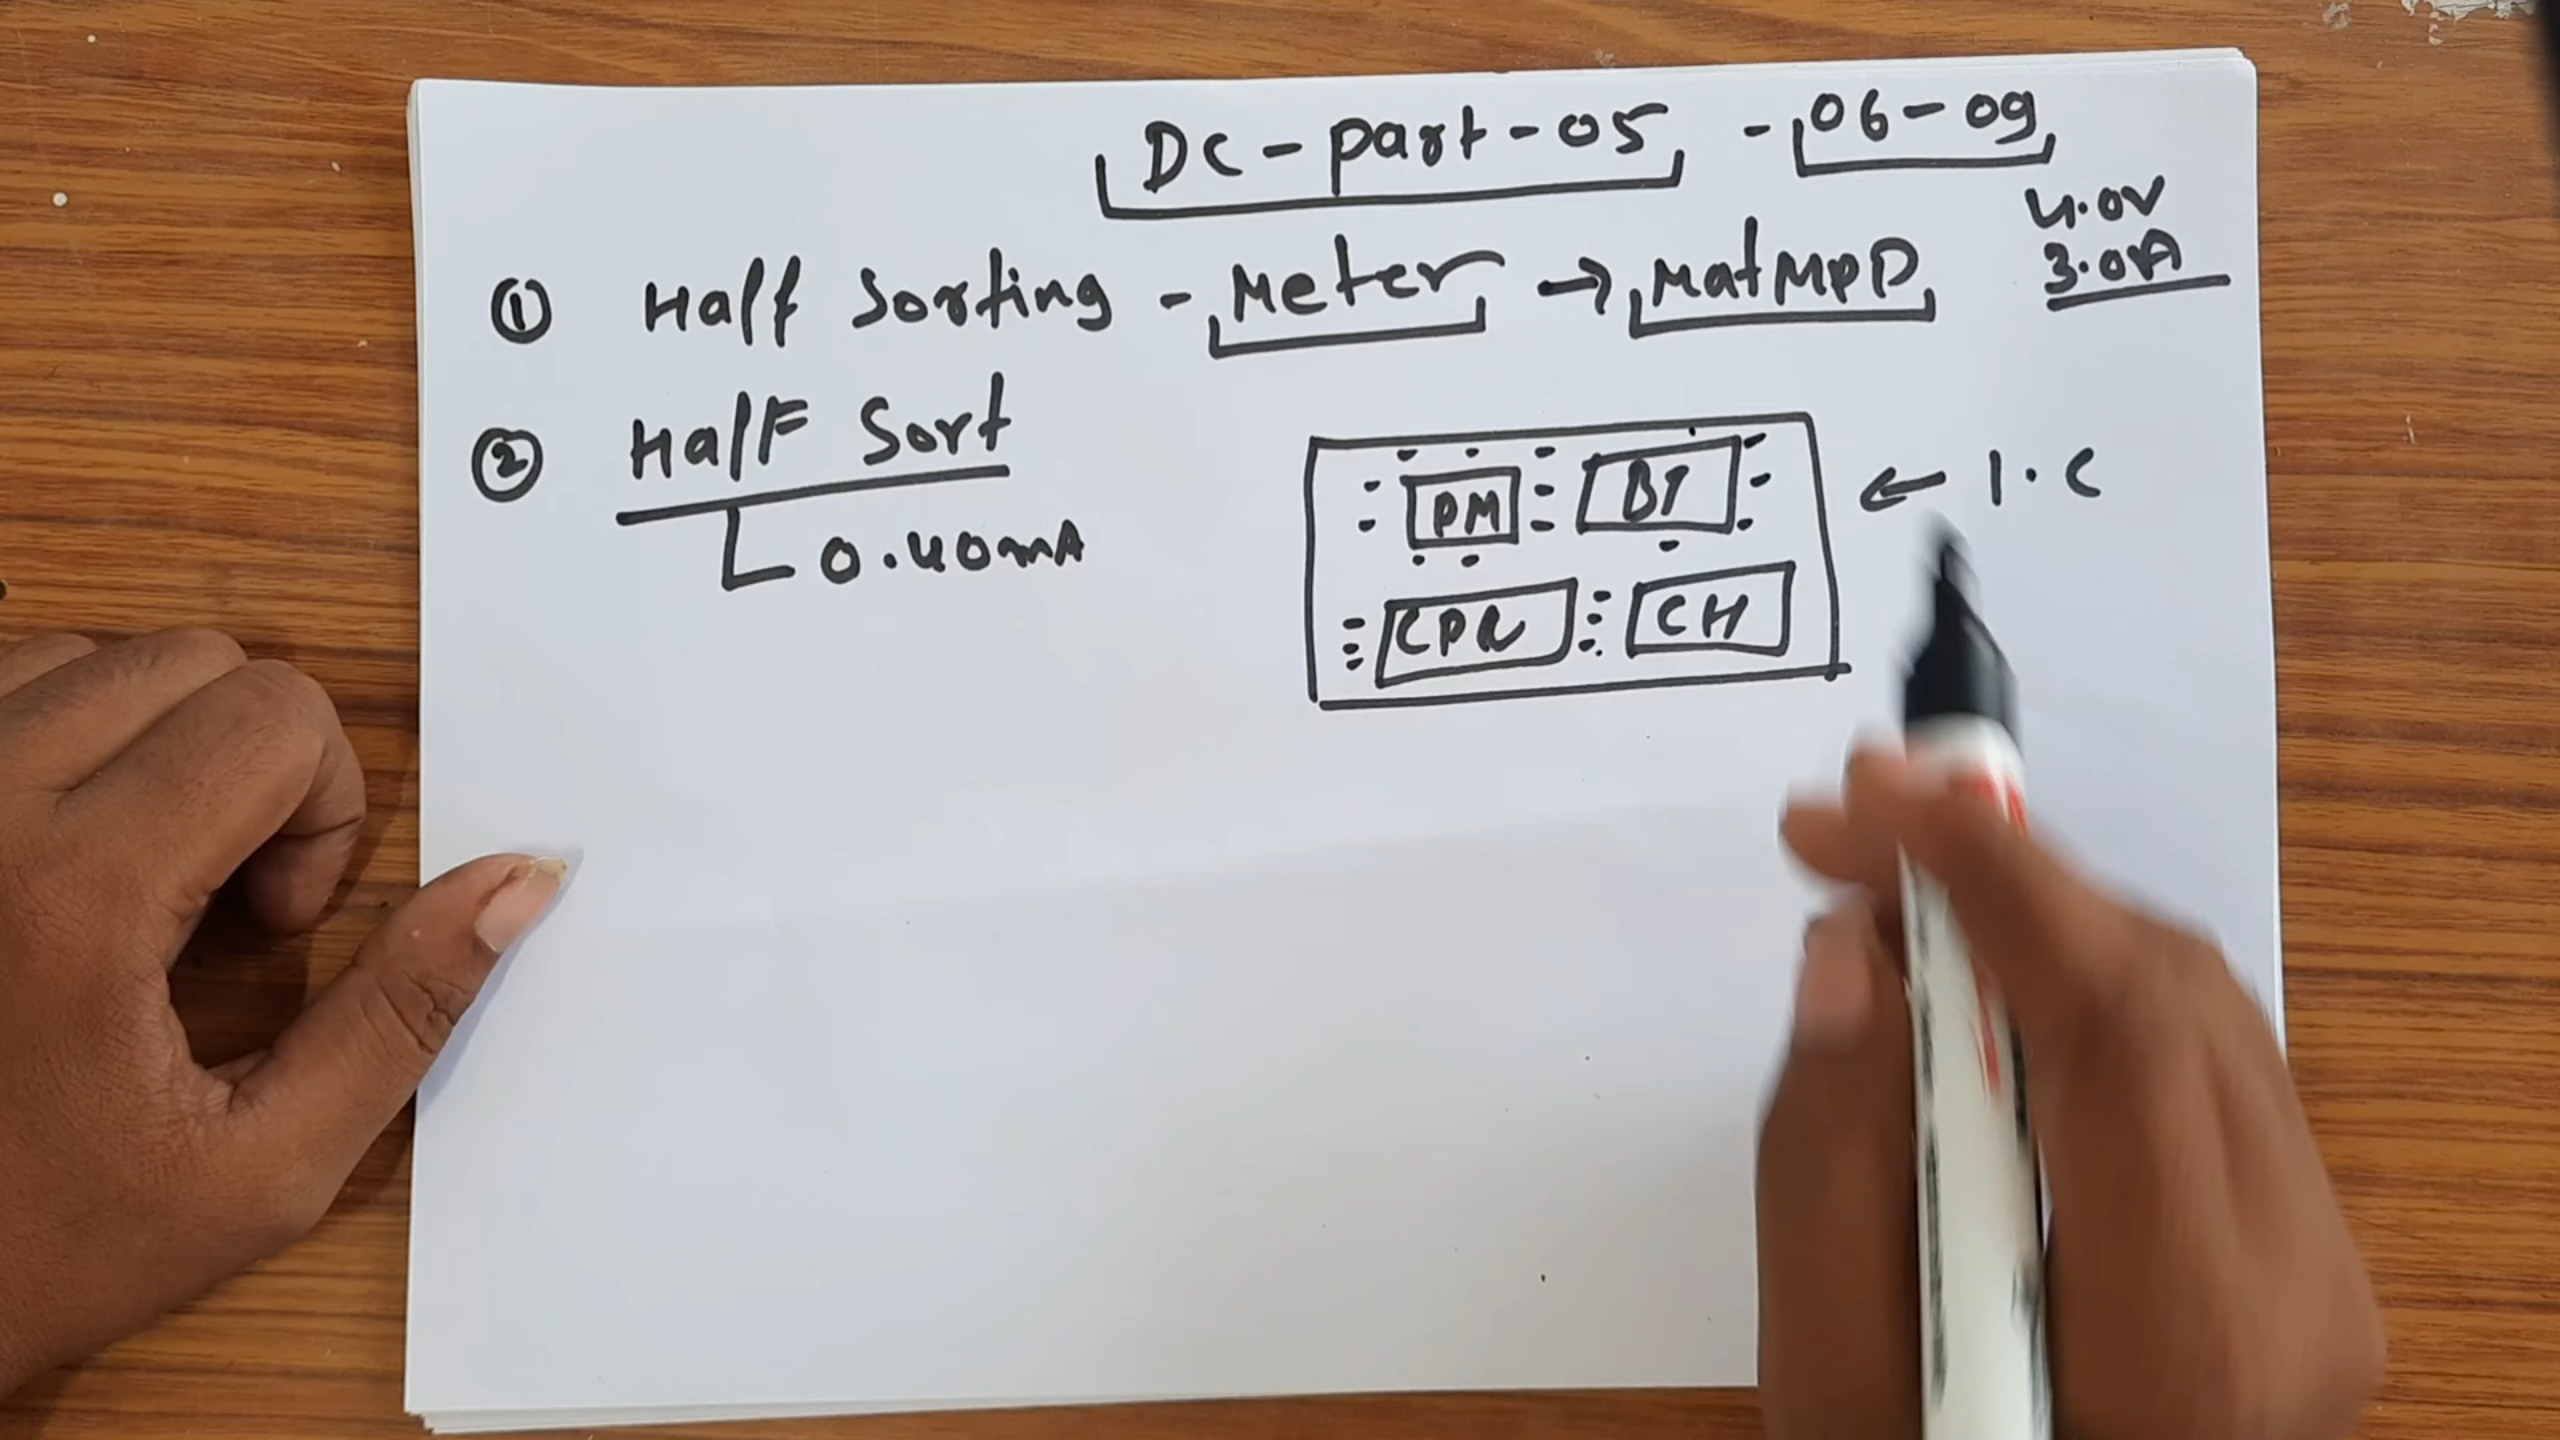 DC - part - 05 - 06 - 09
4.0V
① Half Sorting - Meter → MatMPD
3.0A
② Half Sort
0.40mA
PM BT
← I.C
CPU CH